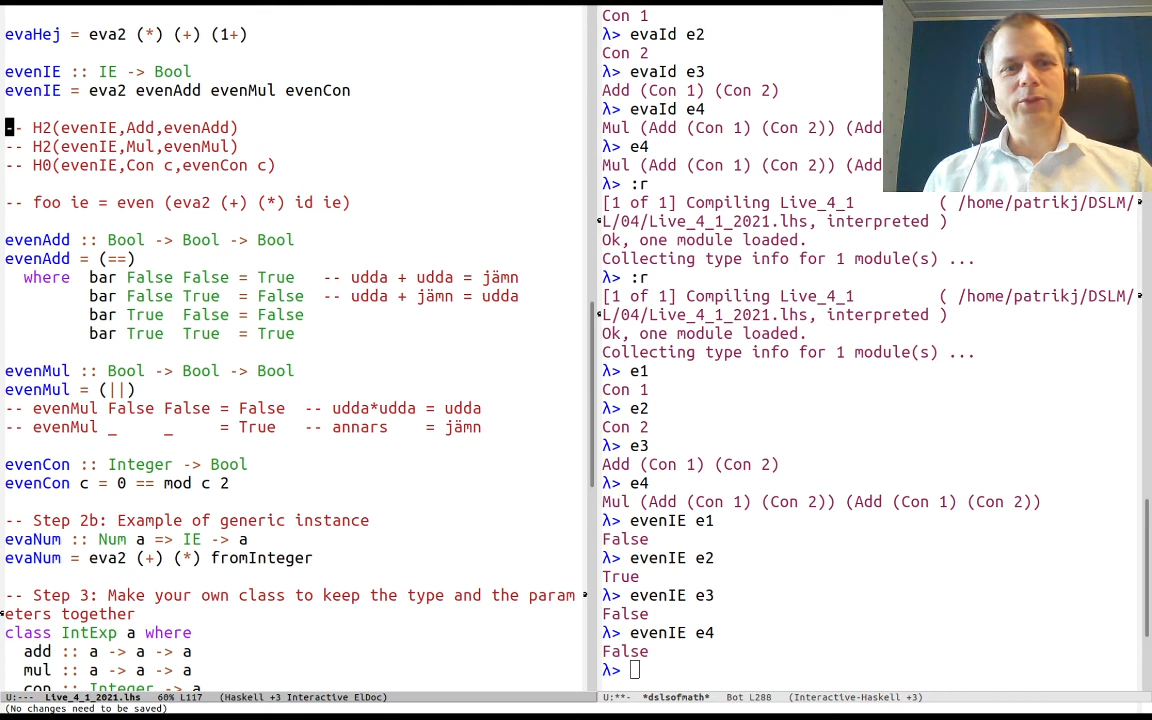 evaHej = eva2 (*) (+) (1+)
evenIE :: IE -> Bool
evenIE = eva2 evenAdd evenMul evenCon
-- H2(evenIE,Add,evenAdd)
-- H2(evenIE,Mul,evenMul)
-- H0(evenIE,Con c,evenCon c)
-- foo ie = even (eva2 (+) (*) id ie)
evenAdd :: Bool -> Bool -> Bool
evenAdd = (==)
where bar False False = True -- udda + udda = jämn
bar False True = False -- udda + jämn = udda
bar True False = False
bar True True = True
evenMul :: Bool -> Bool -> Bool
evenMul = (||)
-- evenMul False False = False -- udda*udda = udda
-- evenMul _ _ = True -- annars = jämn
evenCon :: Integer -> Bool
evenCon c = 0 == mod c 2
-- Step 2b: Example of generic instance
evaNum :: Num a => IE -> a
evaNum = eva2 (+) (*) fromInteger
-- Step 3: Make your own class to keep the type and the param
eters together
class IntExp a where
add :: a -> a -> a
mul :: a -> a -> a
con :: Integer -> a
U:--- Live_4_1_2021.lhs 60% L117 (Haskell +3 Interactive ElDoc)
(No changes need to be saved)
Con 1
λ> evaId e2
Con 2
λ> evaId e3
Add (Con 1) (Con 2)
λ> evaId e4
Mul (Add (Con 1) (Con 2)) (Add
λ> e4
Mul (Add (Con 1) (Con 2)) (Add
λ> :r
[1 of 1] Compiling Live_4_1 ( /home/patrikj/DSLM/
L/04/Live_4_1_2021.lhs, interpreted )
Ok, one module loaded.
Collecting type info for 1 module(s) ...
λ> :r
[1 of 1] Compiling Live_4_1 ( /home/patrikj/DSLM/
L/04/Live_4_1_2021.lhs, interpreted )
Ok, one module loaded.
Collecting type info for 1 module(s) ...
λ> e1
Con 1
λ> e2
Con 2
λ> e3
Add (Con 1) (Con 2)
λ> e4
Mul (Add (Con 1) (Con 2)) (Add (Con 1) (Con 2))
λ> evenIE e1
False
λ> evenIE e2
True
λ> evenIE e3
False
λ> evenIE e4
False
λ>
U:**- *dslsofmath* Bot L288 (Interactive-Haskell +3)